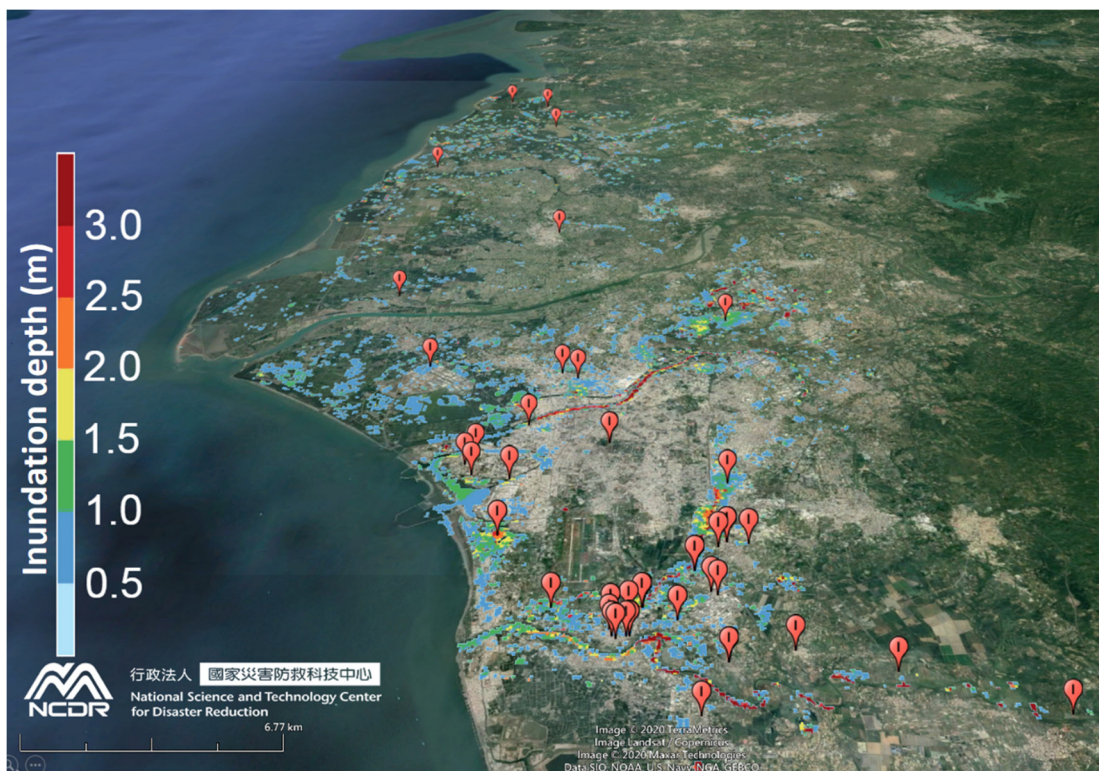 Inundation depth (m)
3.0
2.5
2.0
1.5
1.0
0.5
NCDR
行政法人 國家災害防救科技中心
National Science and Technology Center
for Disaster Reduction
6.77 km
Image © 2020 TerraMetrics
Image Landsat / Copernicus
Image © 2020 Maxar Technologies
Data SIO, NOAA, U.S. Navy, NGA, GEBCO